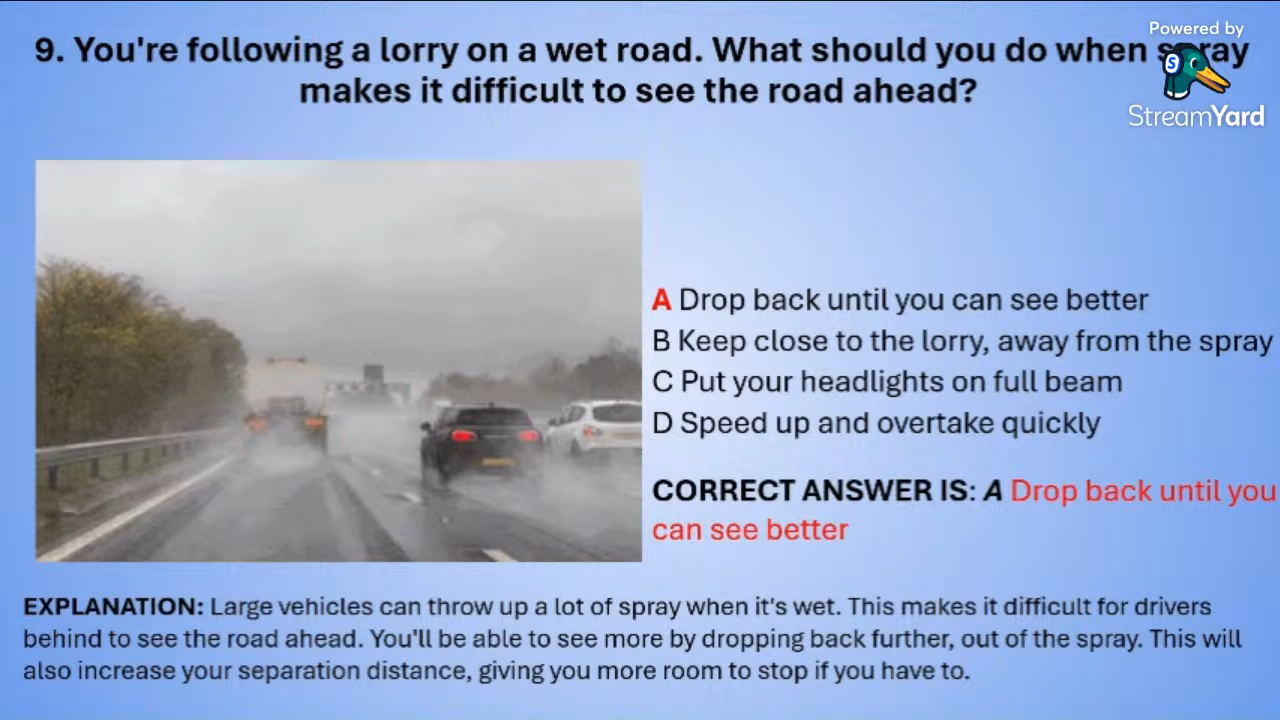 Powered by
9. You're following a lorry on a wet road. What should you do when spray
makes it difficult to see the road ahead?
StreamYard
A Drop back until you can see better
B Keep close to the lorry, away from the spray
C Put your headlights on full beam
D Speed up and overtake quickly
CORRECT ANSWER IS: A Drop back until you
can see better
EXPLANATION: Large vehicles can throw up a lot of spray when it's wet. This makes it difficult for drivers
behind to see the road ahead. You'll be able to see more by dropping back further, out of the spray. This will
also increase your separation distance, giving you more room to stop if you have to.